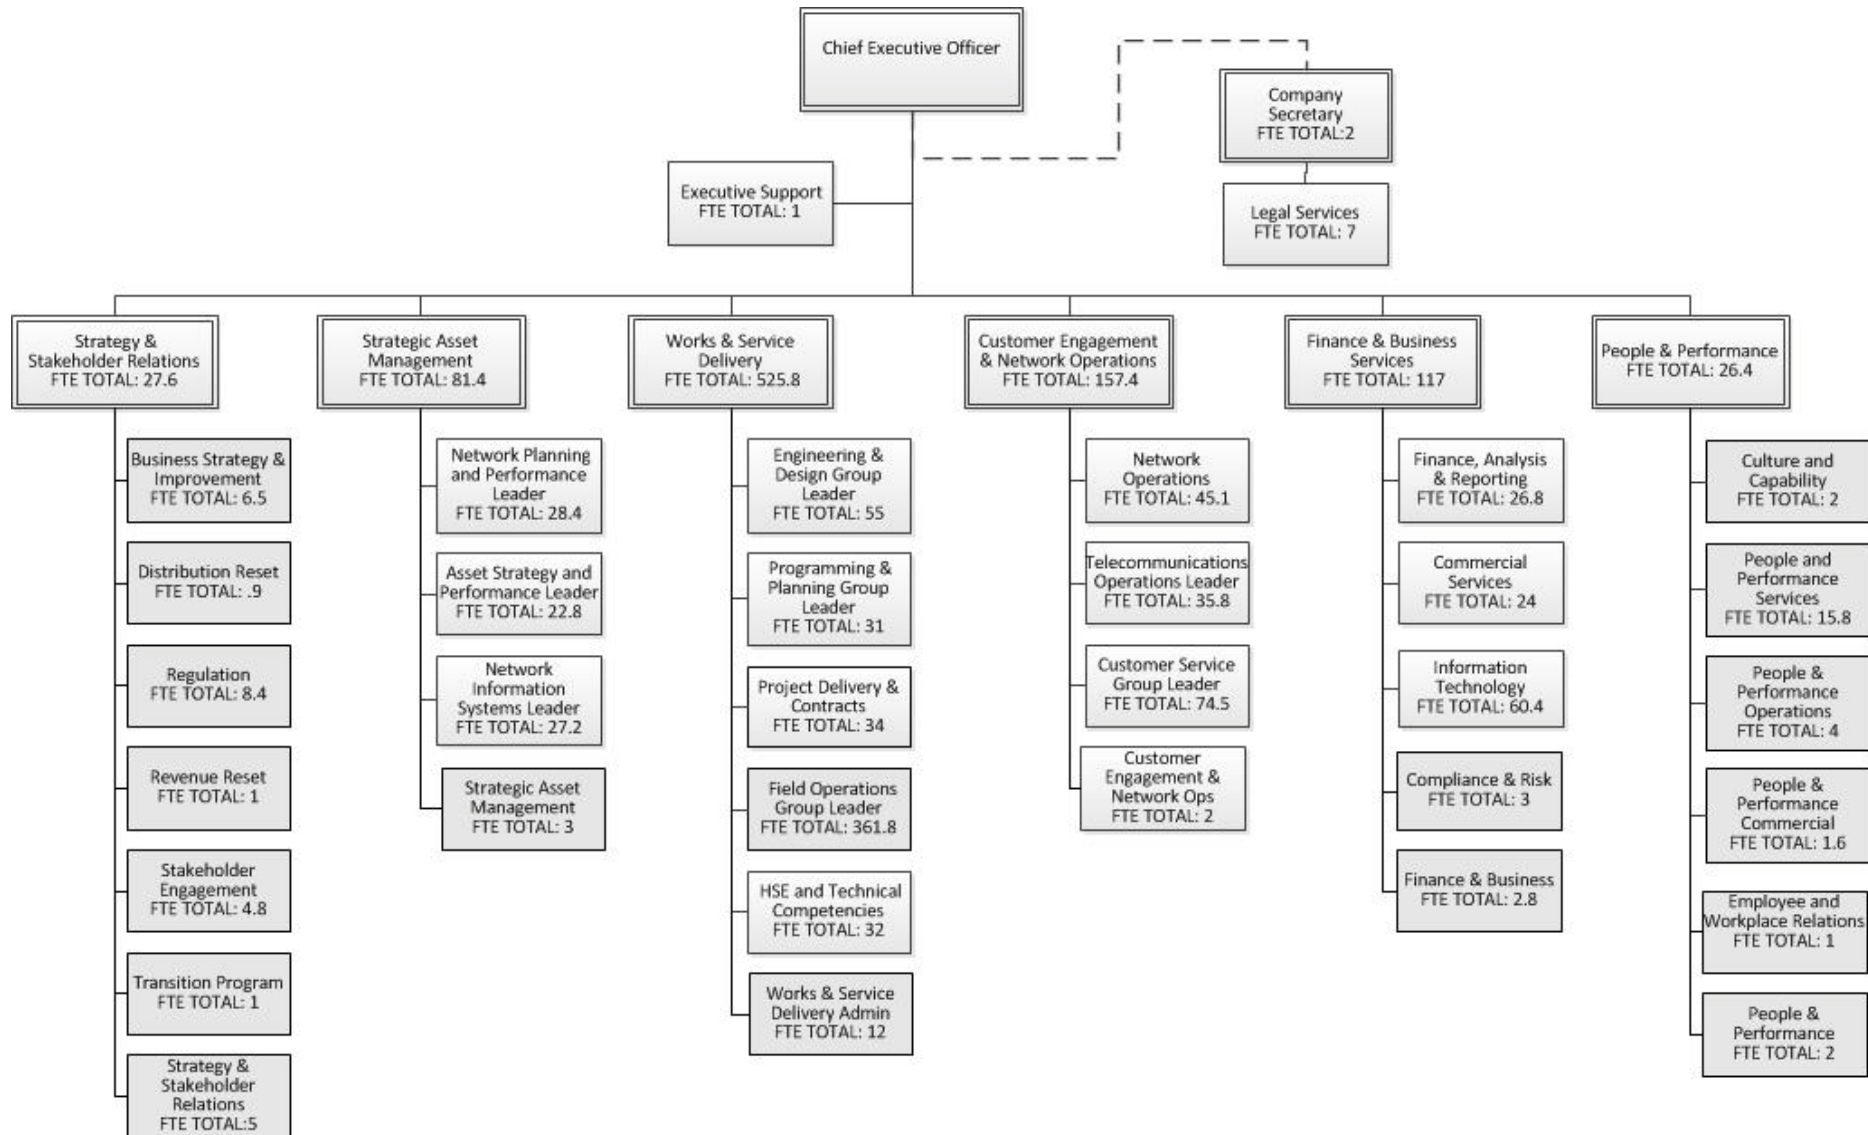 Chief Executive Officer
Company
Secretary
FTE TOTAL:2
Executive Support
FTE TOTAL: 1
Legal Services
FTE TOTAL: 7
Strategy &
Stakeholder Relations
FTE TOTAL: 27.6
Business Strategy &
Improvement
FTE TOTAL: 6.5
Distribution Reset
FTE TOTAL: .9
Regulation
FTE TOTAL: 8.4
Revenue Reset
FTE TOTAL: 1
Stakeholder
Engagement
FTE TOTAL: 4.8
Transition Program
FTE TOTAL: 1
Strategy &
Stakeholder
Relations
FTE TOTAL:5
Strategic Asset
Management
FTE TOTAL: 81.4
Network Planning
and Performance
Leader
FTE TOTAL: 28.4
Asset Strategy and
Performance Leader
FTE TOTAL: 22.8
Network
Information
Systems Leader
FTE TOTAL: 27.2
Strategic Asset
Management
FTE TOTAL: 3
Works & Service
Delivery
FTE TOTAL: 525.8
Engineering &
Design Group
Leader
FTE TOTAL: 55
Programming &
Planning Group
Leader
FTE TOTAL: 31
Project Delivery &
Contracts
FTE TOTAL: 34
Field Operations
Group Leader
FTE TOTAL: 361.8
HSE and Technical
Competencies
FTE TOTAL: 32
Works & Service
Delivery Admin
FTE TOTAL: 12
Customer Engagement
& Network Operations
FTE TOTAL: 157.4
Network
Operations
FTE TOTAL: 45.1
Telecommunications
Operations Leader
FTE TOTAL: 35.8
Customer Service
Group Leader
FTE TOTAL: 74.5
Customer
Engagement &
Network Ops
FTE TOTAL: 2
Finance & Business
Services
FTE TOTAL: 117
Finance, Analysis
& Reporting
FTE TOTAL: 26.8
Commercial
Services
FTE TOTAL: 24
Information
Technology
FTE TOTAL: 60.4
Compliance & Risk
FTE TOTAL: 3
Finance & Business
FTE TOTAL: 2.8
People & Performance
FTE TOTAL: 26.4
Culture and
Capability
FTE TOTAL: 2
People and
Performance
Services
FTE TOTAL: 15.8
People &
Performance
Operations
FTE TOTAL: 4
People &
Performance
Commercial
FTE TOTAL: 1.6
Employee and
Workplace Relations
FTE TOTAL: 1
People &
Performance
FTE TOTAL: 2